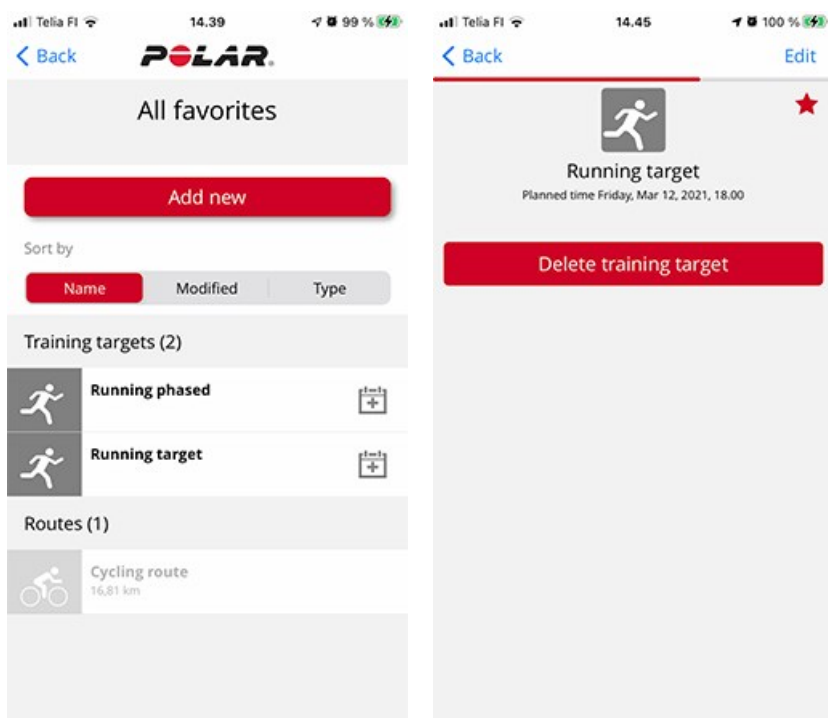 Telia FI 14.39 99 %
Back POLAR.
All favorites
Add new
Sort by
Name Modified Type
Training targets (2)
Running phased
Running target
Routes (1)
Cycling route
16,81 km
Telia FI 14.45 100 %
Back Edit
Running target
Planned time Friday, Mar 12, 2021, 18.00
Delete training target